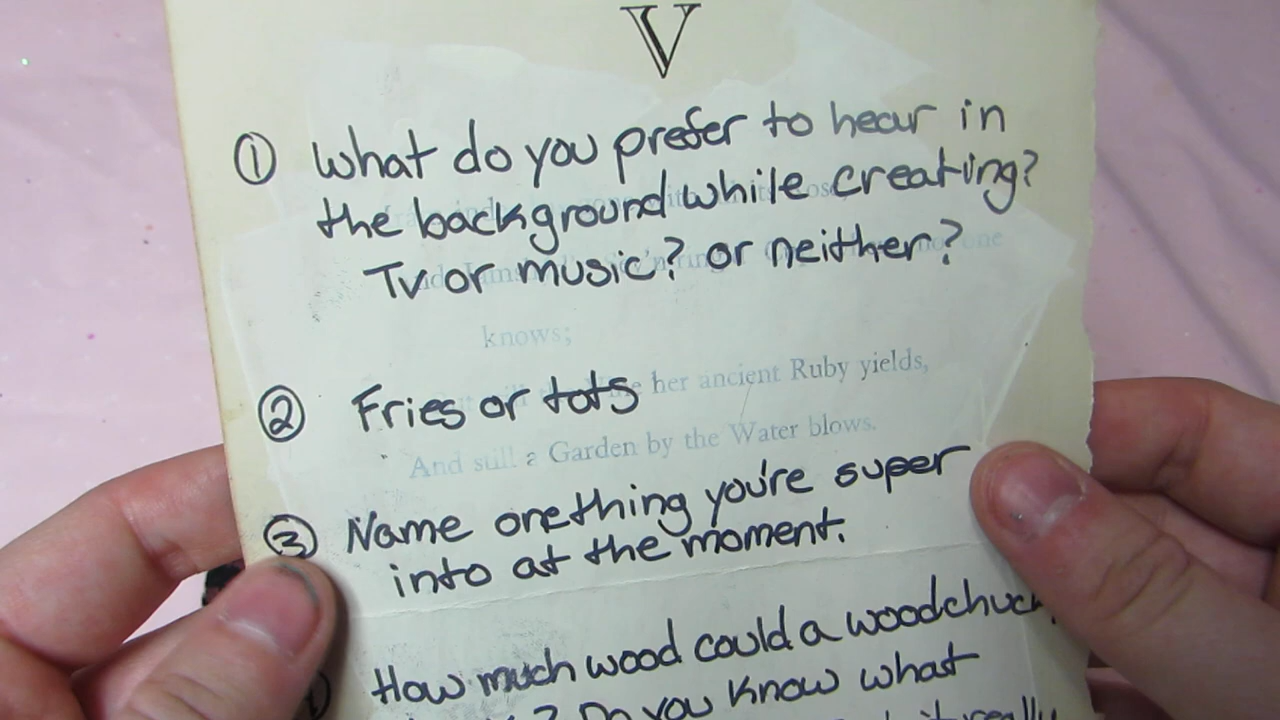 V
① What do you prefer to hear in
the background while creating?
TV or music? or neither?
knows;
② Fries or tots
her ancient Ruby yields,
And still a Garden by the Water blows.
③ Name one thing you're super
into at the moment.
How much wood could a woodchuck
? Do you know what
it really